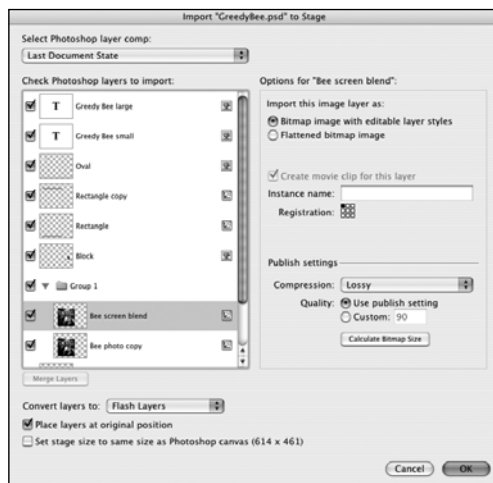 Import "GreedyBee.psd" to Stage
Select Photoshop layer comp:
Last Document State
Check Photoshop layers to import:
T Greedy Bee large
T Greedy Bee small
Oval
Rectangle copy
Rectangle
Block
Group 1
Bee screen blend
Bee photo copy
Merge Layers
Options for "Bee screen blend":
Import this image layer as:
Bitmap image with editable layer styles
Flattened bitmap image
Create movie clip for this layer
Instance name:
Registration:
Publish settings
Compression: Lossy
Quality: Use publish setting
Custom: 90
Calculate Bitmap Size
Convert layers to: Flash Layers
Place layers at original position
Set stage size to same size as Photoshop canvas (614 x 461)
Cancel OK